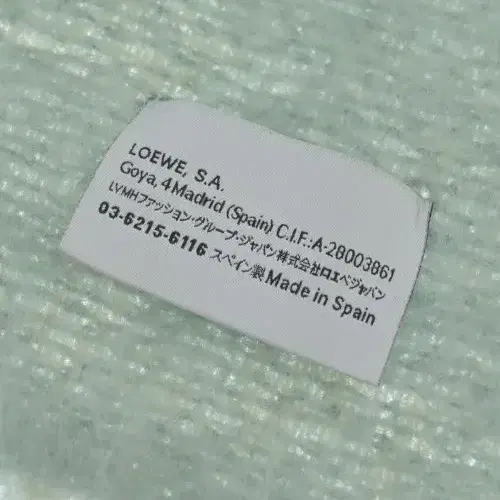 LOEWE, S.A.
Goya, 4 Madrid (Spain) C.I.F.:A-28003861
LVMHファッション・グループ・ジャパン株式会社ロエベジャパン
03-6215-6116 スペイン製 Made in Spain